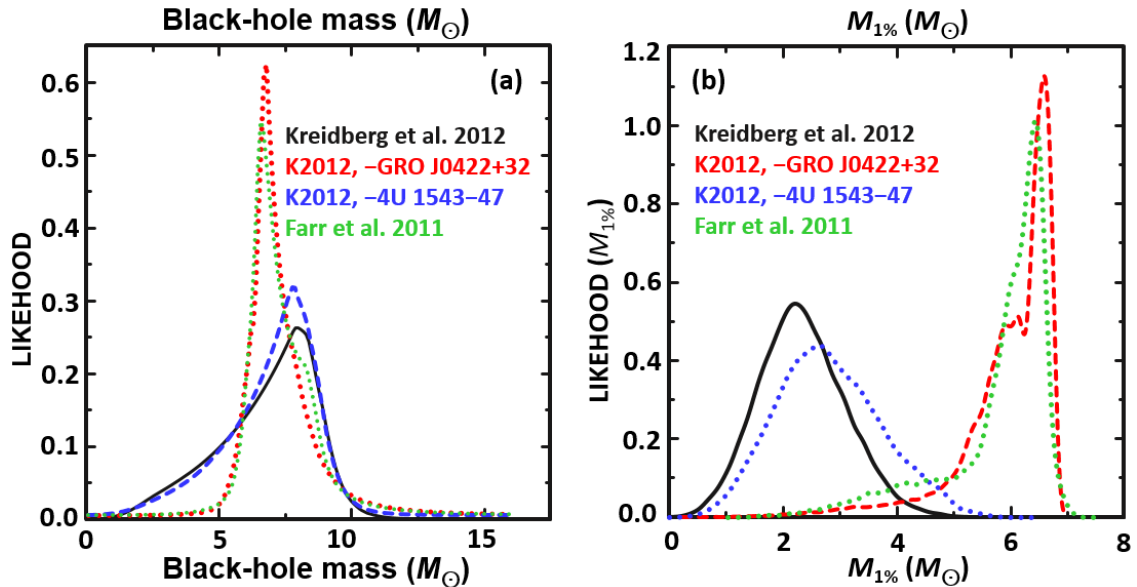 Black-hole mass (M⊙)
(a)
Kreidberg et al. 2012
K2012, −GRO J0422+32
K2012, −4U 1543−47
Farr et al. 2011
LIKEHOOD
0.6
0.5
0.4
0.3
0.2
0.1
0.0
0 5 10 15
Black-hole mass (M⊙)
M1% (M⊙)
(b)
Kreidberg et al. 2012
K2012, −GRO J0422+32
K2012, −4U 1543−47
Farr et al. 2011
LIKEHOOD (M1%)
1.2
1.0
0.8
0.6
0.4
0.2
0.0
0 2 4 6 8
M1% (M⊙)